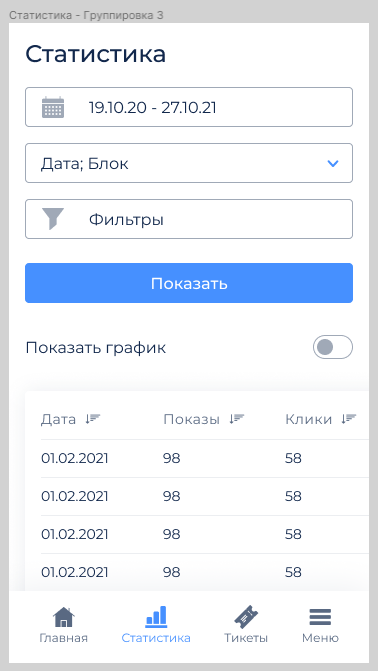 Статистика - Группировка 3
Статистика
19.10.20 - 27.10.21
Дата; Блок
Фильтры
Показать
Показать график
Дата Показы Клики
01.02.2021 98 58
01.02.2021 98 58
01.02.2021 98 58
01.02.2021 98 58
Главная Статистика Тикеты Меню